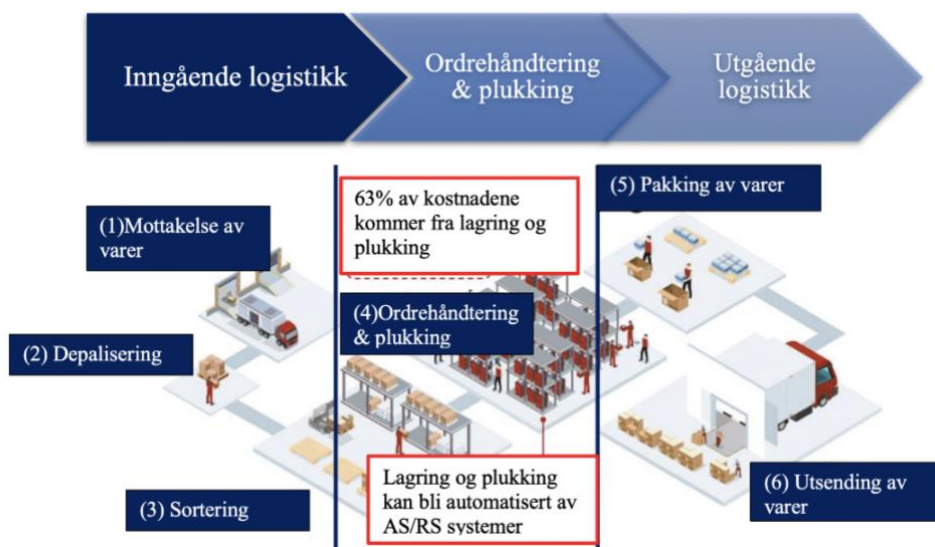 Inngående logistikk
Ordrehåndtering
& plukking
Utgående
logistikk
(1)Mottakelse av
varer
63% av kostnadene
kommer fra lagring og
plukking
(5) Pakking av varer
(2) Depalisering
(4)Ordrehåndtering
& plukking
(3) Sortering
Lagring og plukking
kan bli automatisert av
AS/RS systemer
(6) Utsending av
varer